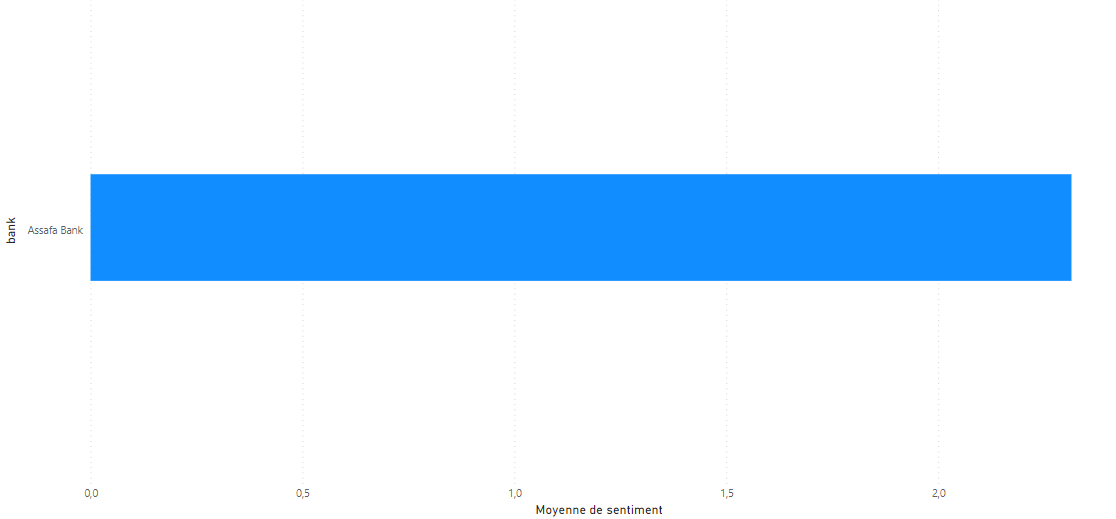 bank
Assafa Bank
0,0 0,5 1,0 1,5 2,0
Moyenne de sentiment